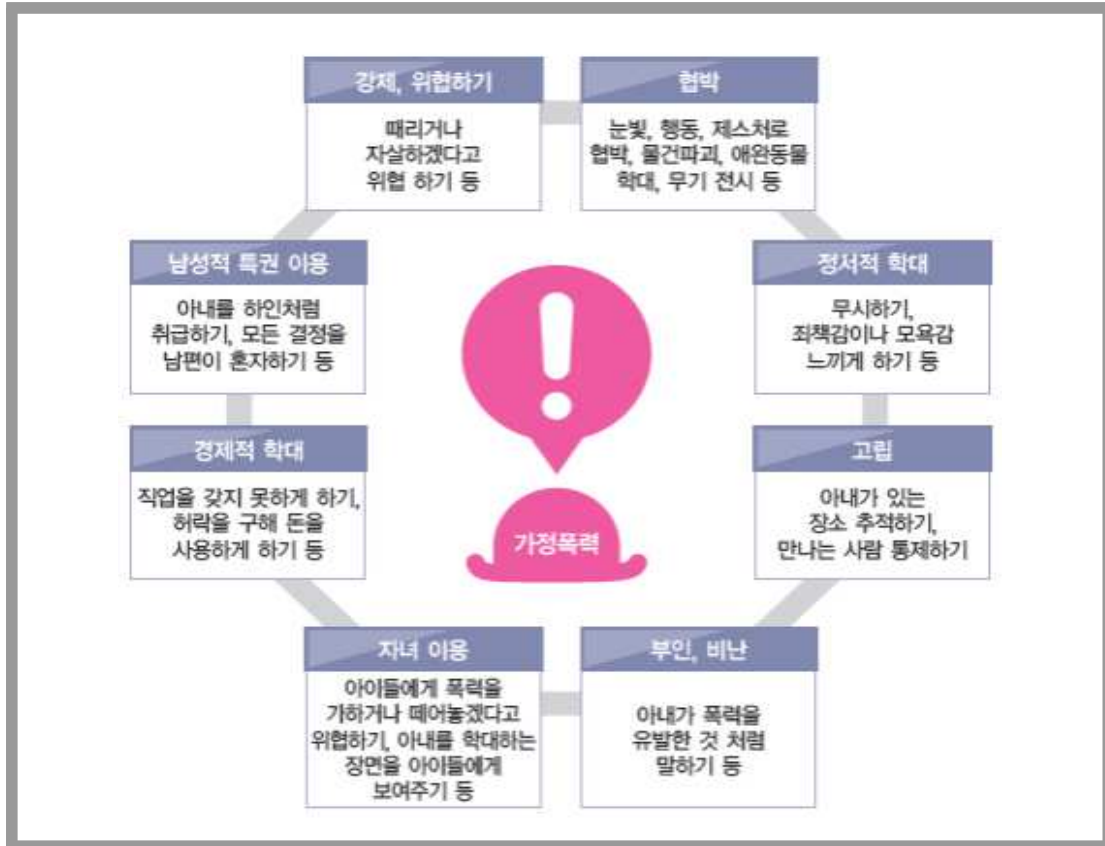 강제, 위협하기
때리거나
자살하겠다고
위협 하기 등
협박
눈빛, 행동, 제스처로
협박, 물건파괴, 애완동물
학대, 무기 전시 등
남성적 특권 이용
아내를 하인처럼
취급하기, 모든 결정을
남편이 혼자하기 등
정서적 학대
무시하기,
죄책감이나 모욕감
느끼게 하기 등
경제적 학대
직업을 갖지 못하게 하기,
허락을 구해 돈을
사용하게 하기 등
고립
아내가 있는
장소 추적하기,
만나는 사람 통제하기
가정폭력
자녀 이용
아이들에게 폭력을
가하거나 떼어놓겠다고
위협하기, 아내를 학대하는
장면을 아이들에게
보여주기 등
부인, 비난
아내가 폭력을
유발한 것 처럼
말하기 등